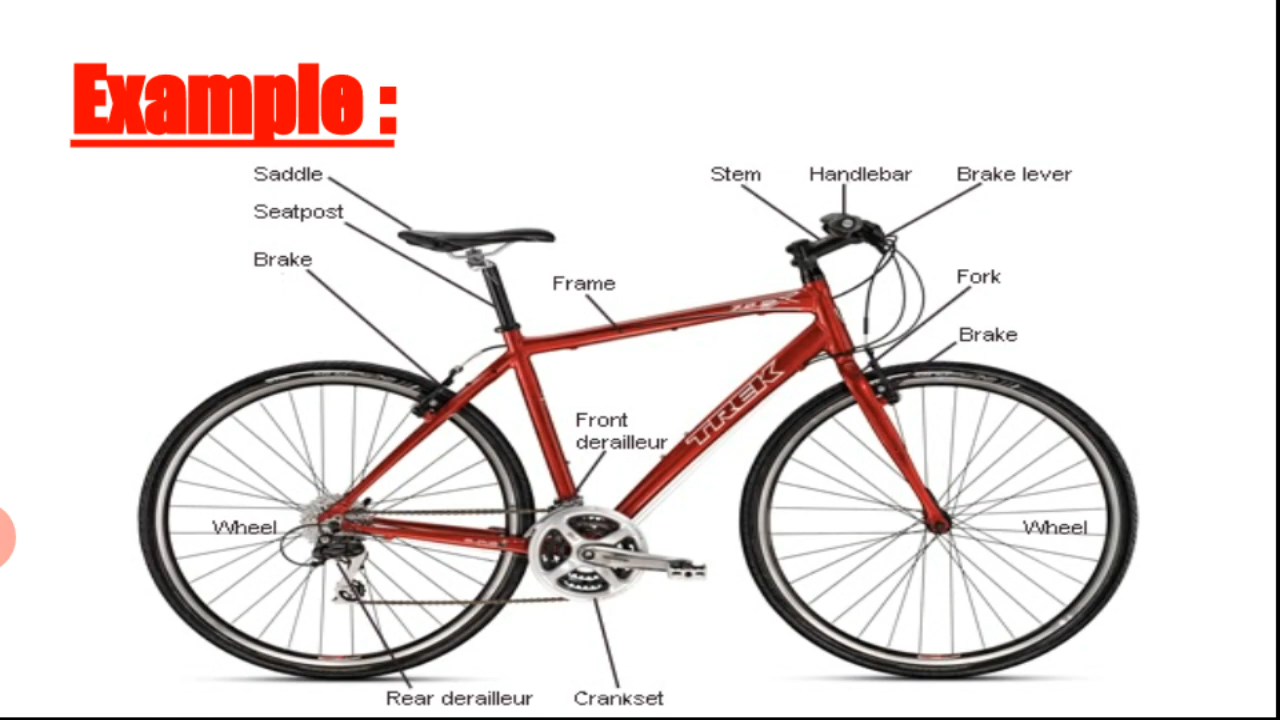 Example :
Saddle
Seatpost
Brake
Stem
Handlebar
Brake lever
Frame
Fork
Brake
TREK
Front
derailleur
Wheel
Wheel
Rear derailleur
Crankset